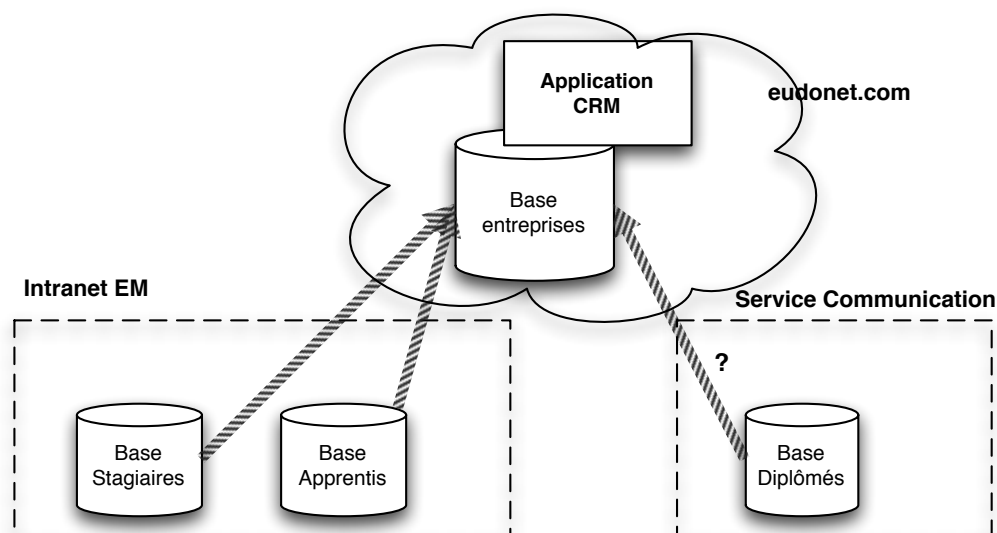 Application
CRM
eudonet.com
Base
entreprises
Intranet EM
Service Communication
?
Base
Stagiaires
Base
Apprentis
Base
Diplômés